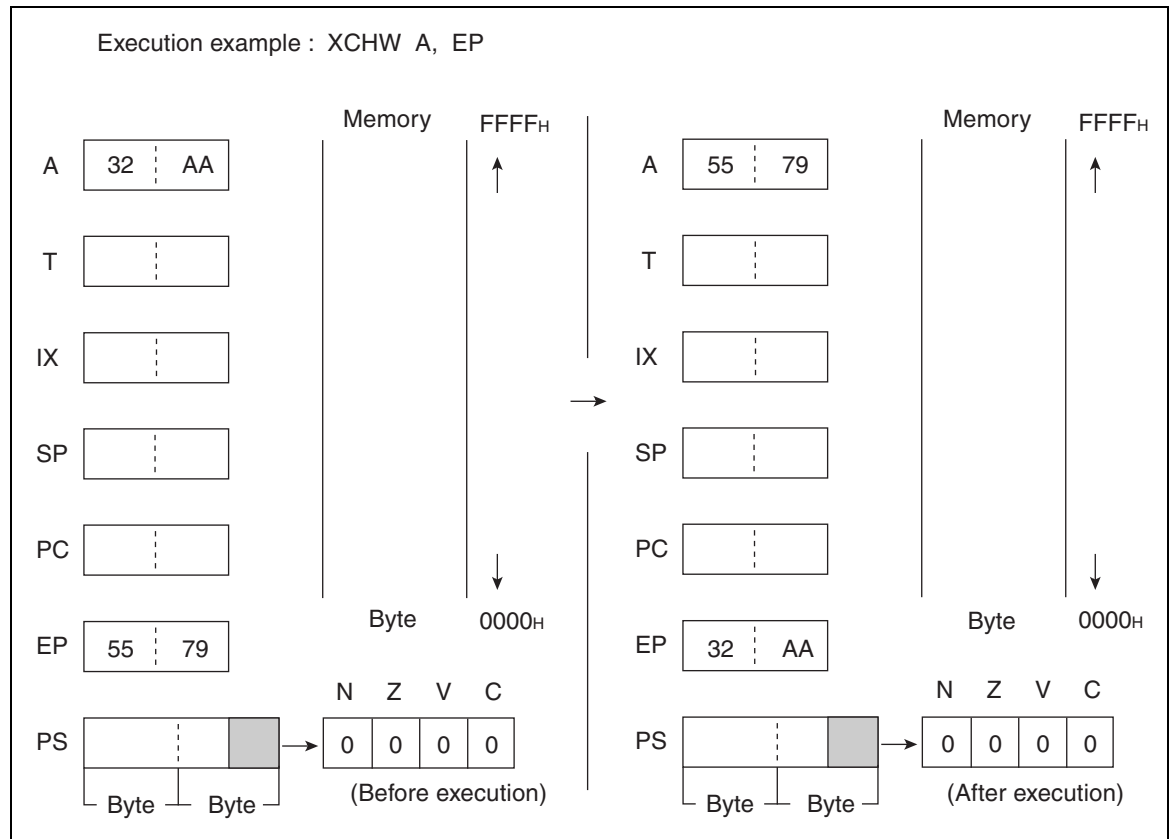 Execution example : XCHW A, EP
Memory FFFFH
A 32 AA
T
IX
SP
PC
Byte 0000H
EP 55 79
N Z V C
PS 0 0 0 0
Byte Byte (Before execution)
Memory FFFFH
A 55 79
T
IX
SP
PC
Byte 0000H
EP 32 AA
N Z V C
PS 0 0 0 0
Byte Byte (After execution)